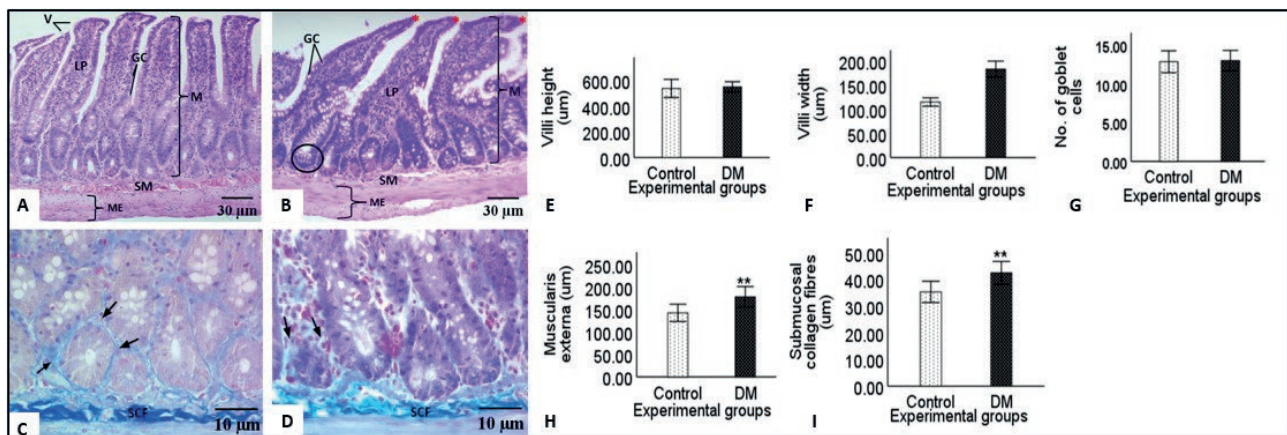 V
LP
GC
M
SM
ME
A
30 µm
GC
* * *
LP
M
SM
ME
B
30 µm
SCF
C
10 µm
SCF
D
10 µm
Villi height
(um)
600.00
400.00
200.00
0.00
Control DM
Experimental groups
E
Villi width
(um)
200.00
150.00
100.00
50.00
0.00
Control DM
Experimental groups
F
No. of goblet
cells
15.00
10.00
5.00
0.00
Control DM
Experimental groups
G
Muscularis
externa (um)
250.00
200.00
150.00
100.00
50.00
0.00
**
Control DM
Experimental groups
H
Submucosal
collagen fibres
(um)
50.00
40.00
30.00
20.00
10.00
0.00
**
Control DM
Experimental groups
I